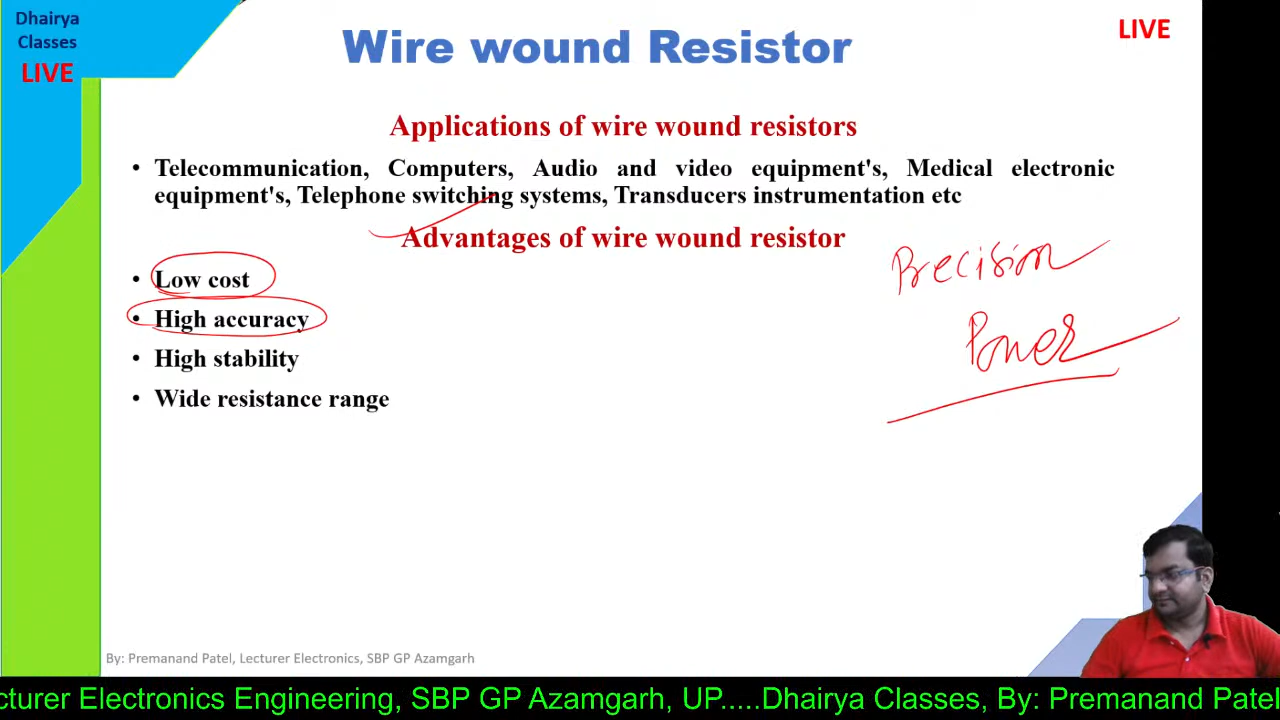 Dhairya
Classes
LIVE
Wire wound Resistor
LIVE
Applications of wire wound resistors
• Telecommunication, Computers, Audio and video equipment's, Medical electronic
equipment's, Telephone switching systems, Transducers instrumentation etc
Advantages of wire wound resistor
• Low cost
• High accuracy
• High stability
• Wide resistance range
Precision
Power
By: Premanand Patel, Lecturer Electronics, SBP GP Azamgarh
cturer Electronics Engineering, SBP GP Azamgarh, UP.....Dhairya Classes, By: Premanand Patel